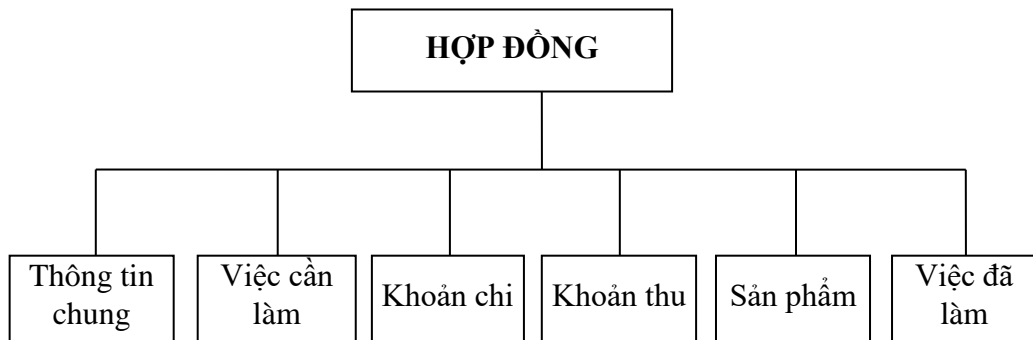 HỢP ĐỒNG
Thông tin
chung
Việc cần
làm
Khoản chi
Khoản thu
Sản phẩm
Việc đã
làm